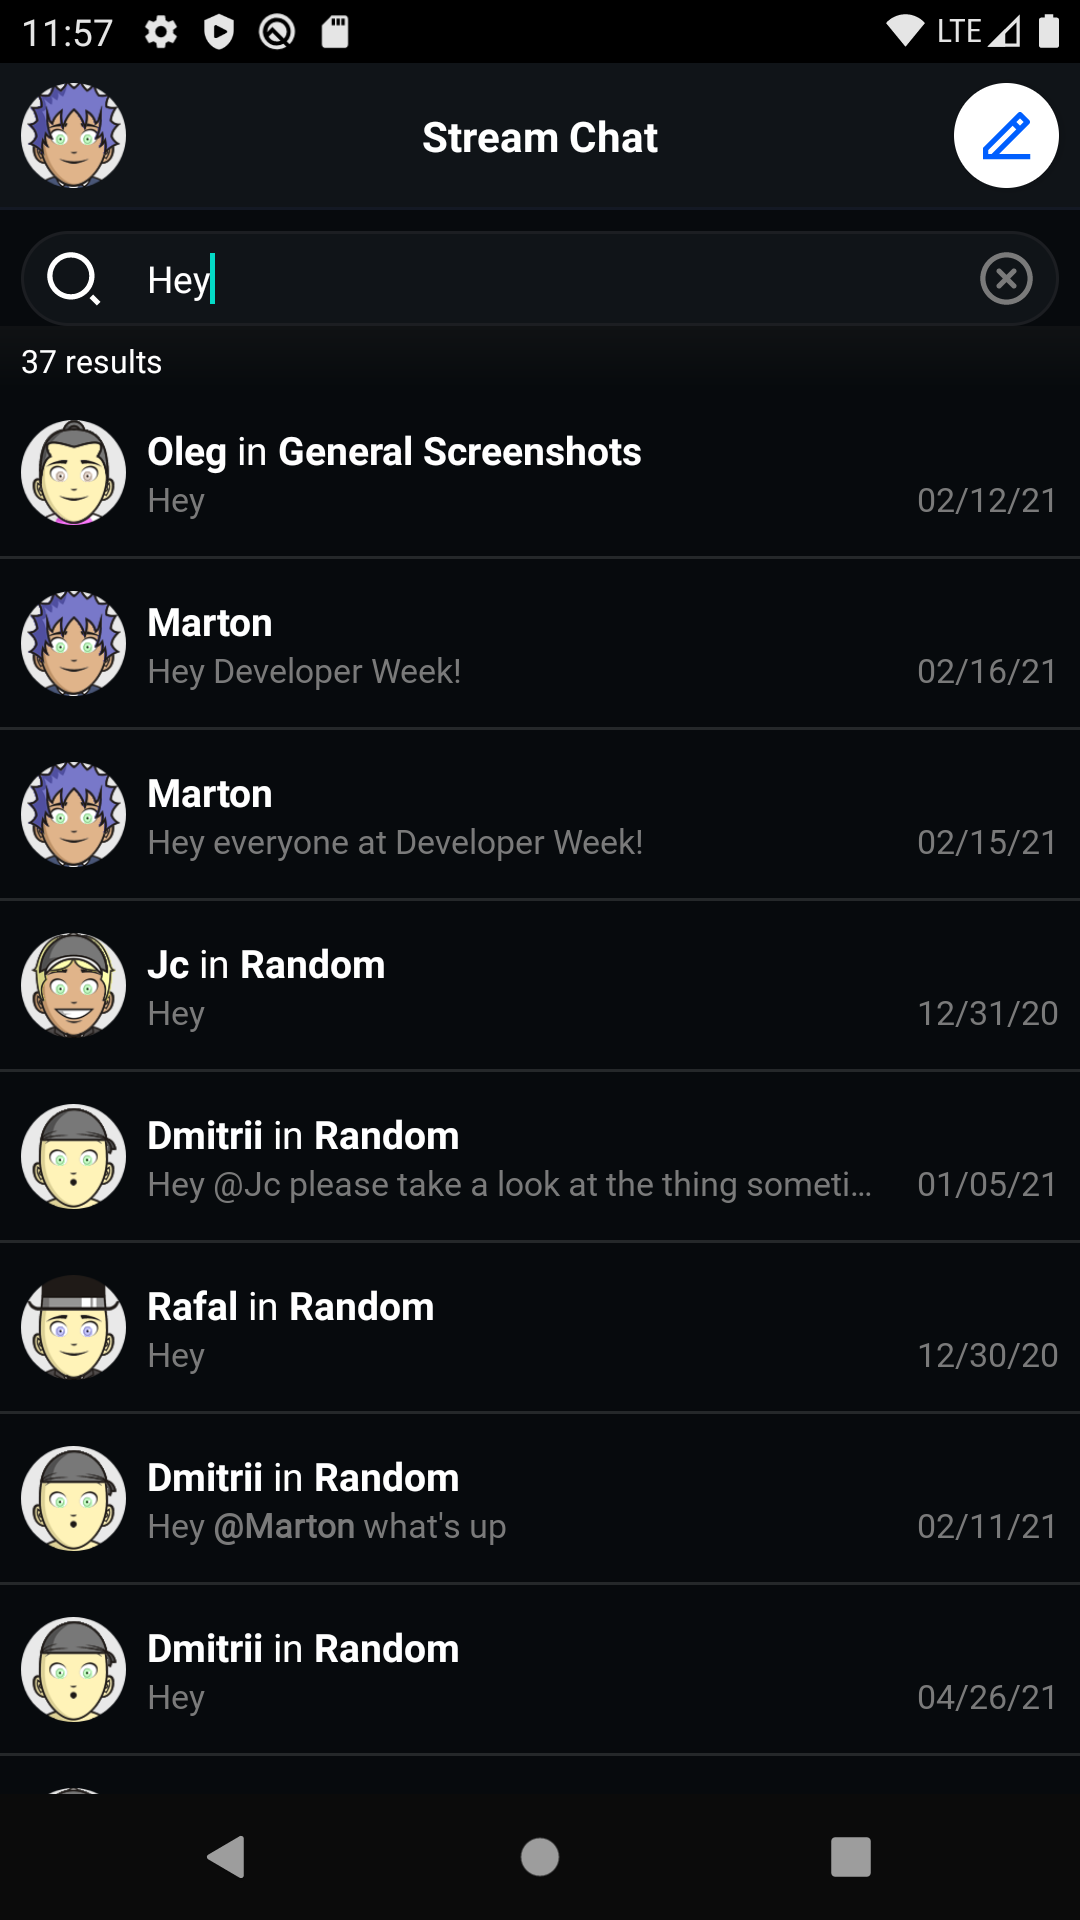 11:57 LTE
Stream Chat
Hey
37 results
Oleg in General Screenshots
Hey 02/12/21
Marton
Hey Developer Week! 02/16/21
Marton
Hey everyone at Developer Week! 02/15/21
Jc in Random
Hey 12/31/20
Dmitrii in Random
Hey @Jc please take a look at the thing someti... 01/05/21
Rafal in Random
Hey 12/30/20
Dmitrii in Random
Hey @Marton what's up 02/11/21
Dmitrii in Random
Hey 04/26/21